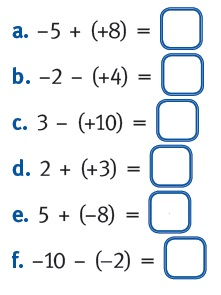 a. –5 + (+8) =
b. –2 – (+4) =
c. 3 – (+10) =
d. 2 + (+3) =
e. 5 + (–8) =
f. –10 – (–2) =